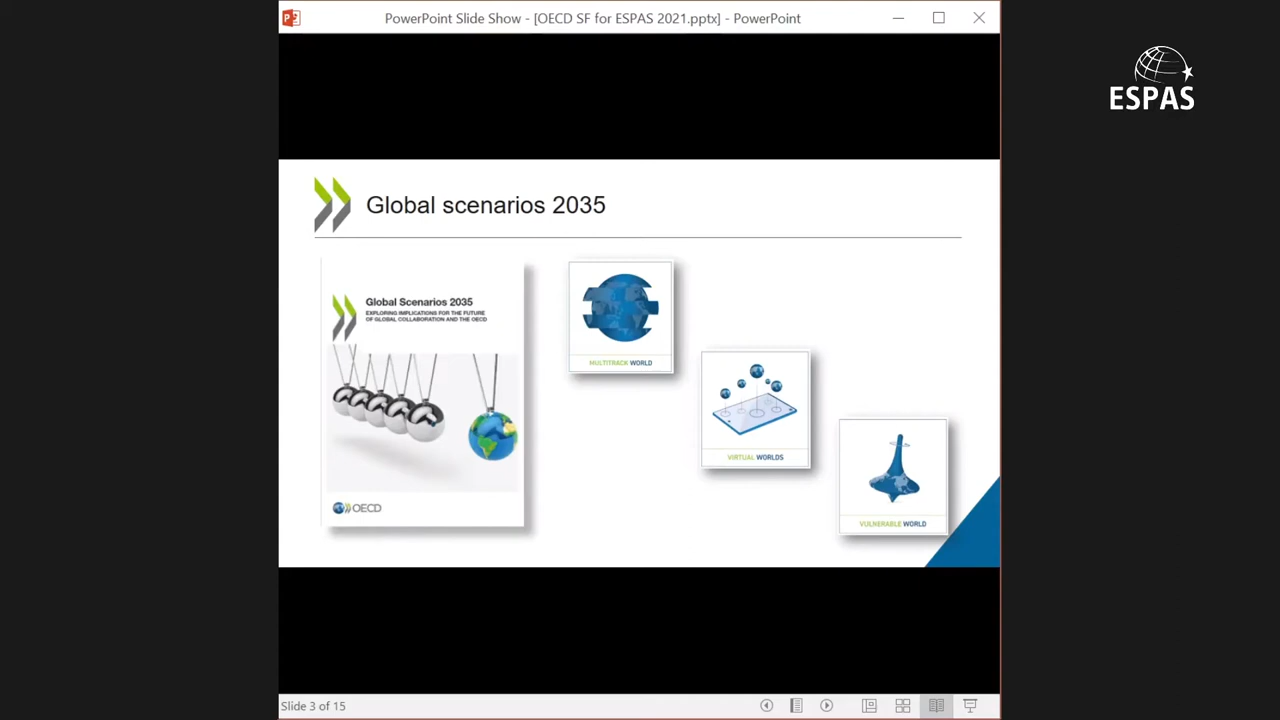 PowerPoint Slide Show - [OECD SF for ESPAS 2021.pptx] - PowerPoint
ESPAS
Global scenarios 2035
Global Scenarios 2035
EXPLORING IMPLICATIONS FOR THE FUTURE
OF GLOBAL COLLABORATION AND THE OECD
OECD
MULTITRACK WORLD
VIRTUAL WORLDS
VULNERABLE WORLD
Slide 3 of 15